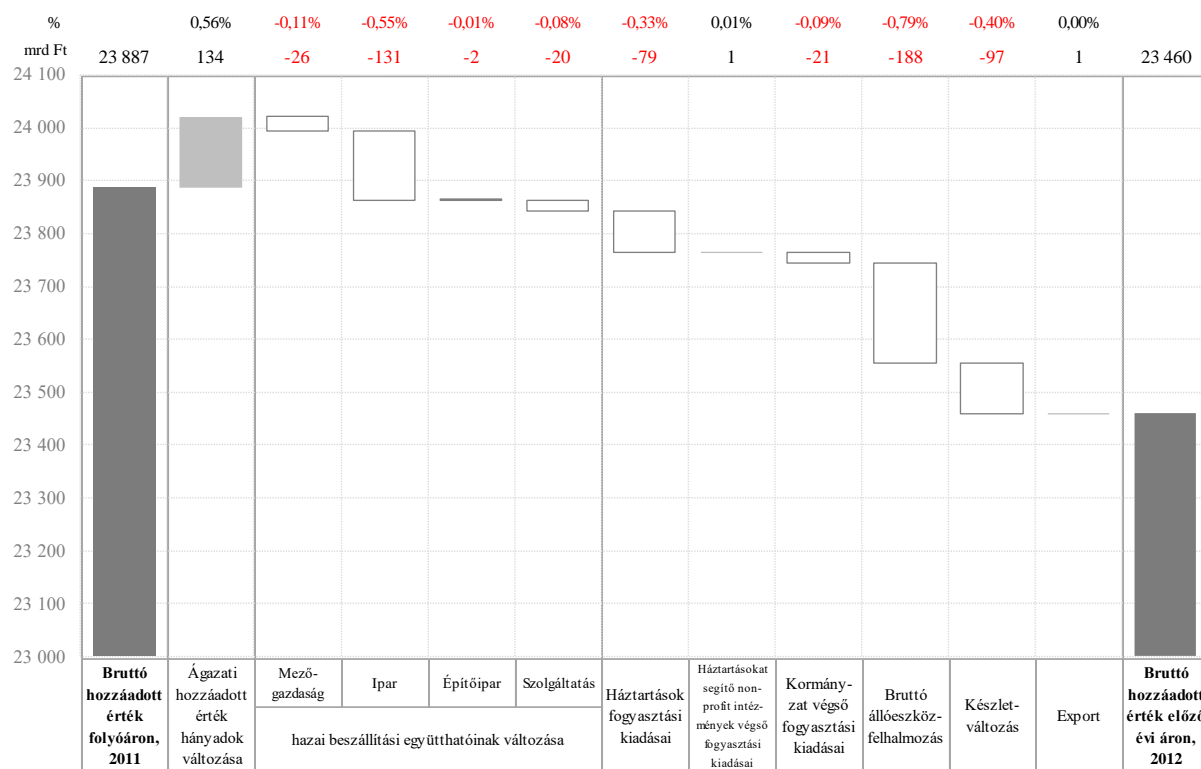 % 0,56% -0,11% -0,55% -0,01% -0,08% -0,33% 0,01% -0,09% -0,79% -0,40% 0,00%
mrd Ft 23 887 134 -26 -131 -2 -20 -79 1 -21 -188 -97 1 23 460
24 100
24 000
23 900
23 800
23 700
23 600
23 500
23 400
23 300
23 200
23 100
23 000
Bruttó
hozzáadott
érték
folyóáron,
2011
Ágazati
hozzáadott
érték
hányadok
változása
Mező-
gazdaság
Ipar
Építőipar
Szolgáltatás
hazai beszállítási együtthatóinak változása
Háztartások
fogyasztási
kiadásai
Háztartásokat
segítő non-
profit intéz-
mények végső
fogyasztási
kiadásai
Kormány-
zat végső
fogyasztási
kiadásai
Bruttó
állóeszköz-
felhalmozás
Készlet-
változás
Export
Bruttó
hozzáadott
érték előző
évi áron,
2012